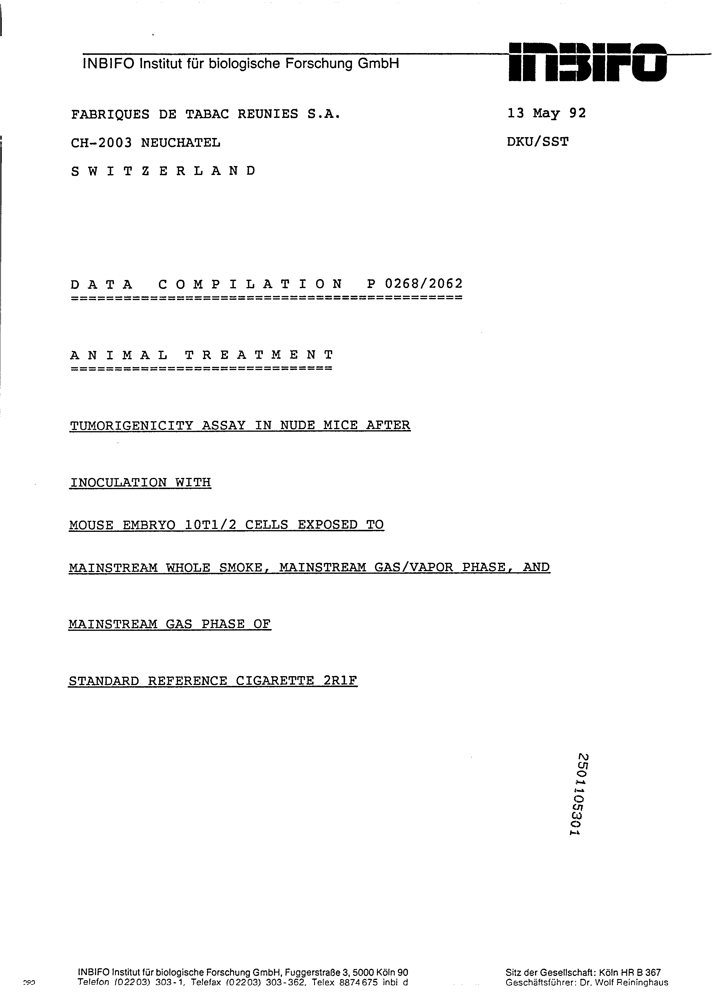 INBIFO Institut für biologische Forschung GmbH
INBIFO
FABRIQUES DE TABAC REUNIES S.A.
13 May 92
CH-2003 NEUCHATEL
DKU/SST
S W I T Z E R L A N D
D A T A   C O M P I L A T I O N   P 0268/2062
============================================
A N I M A L   T R E A T M E N T
==============================
TUMORIGENICITY ASSAY IN NUDE MICE AFTER
INOCULATION WITH
MOUSE EMBRYO 10T1/2 CELLS EXPOSED TO
MAINSTREAM WHOLE SMOKE, MAINSTREAM GAS/VAPOR PHASE, AND
MAINSTREAM GAS PHASE OF
STANDARD REFERENCE CIGARETTE 2R1F
2501105301
INBIFO Institut für biologische Forschung GmbH, Fuggerstraße 3, 5000 Köln 90
Telefon (02203) 303-1, Telefax (02203) 303-362, Telex 8874675 inbi d
Sitz der Gesellschaft: Köln HR B 367
Geschäftsführer: Dr. Wolf Reininghaus